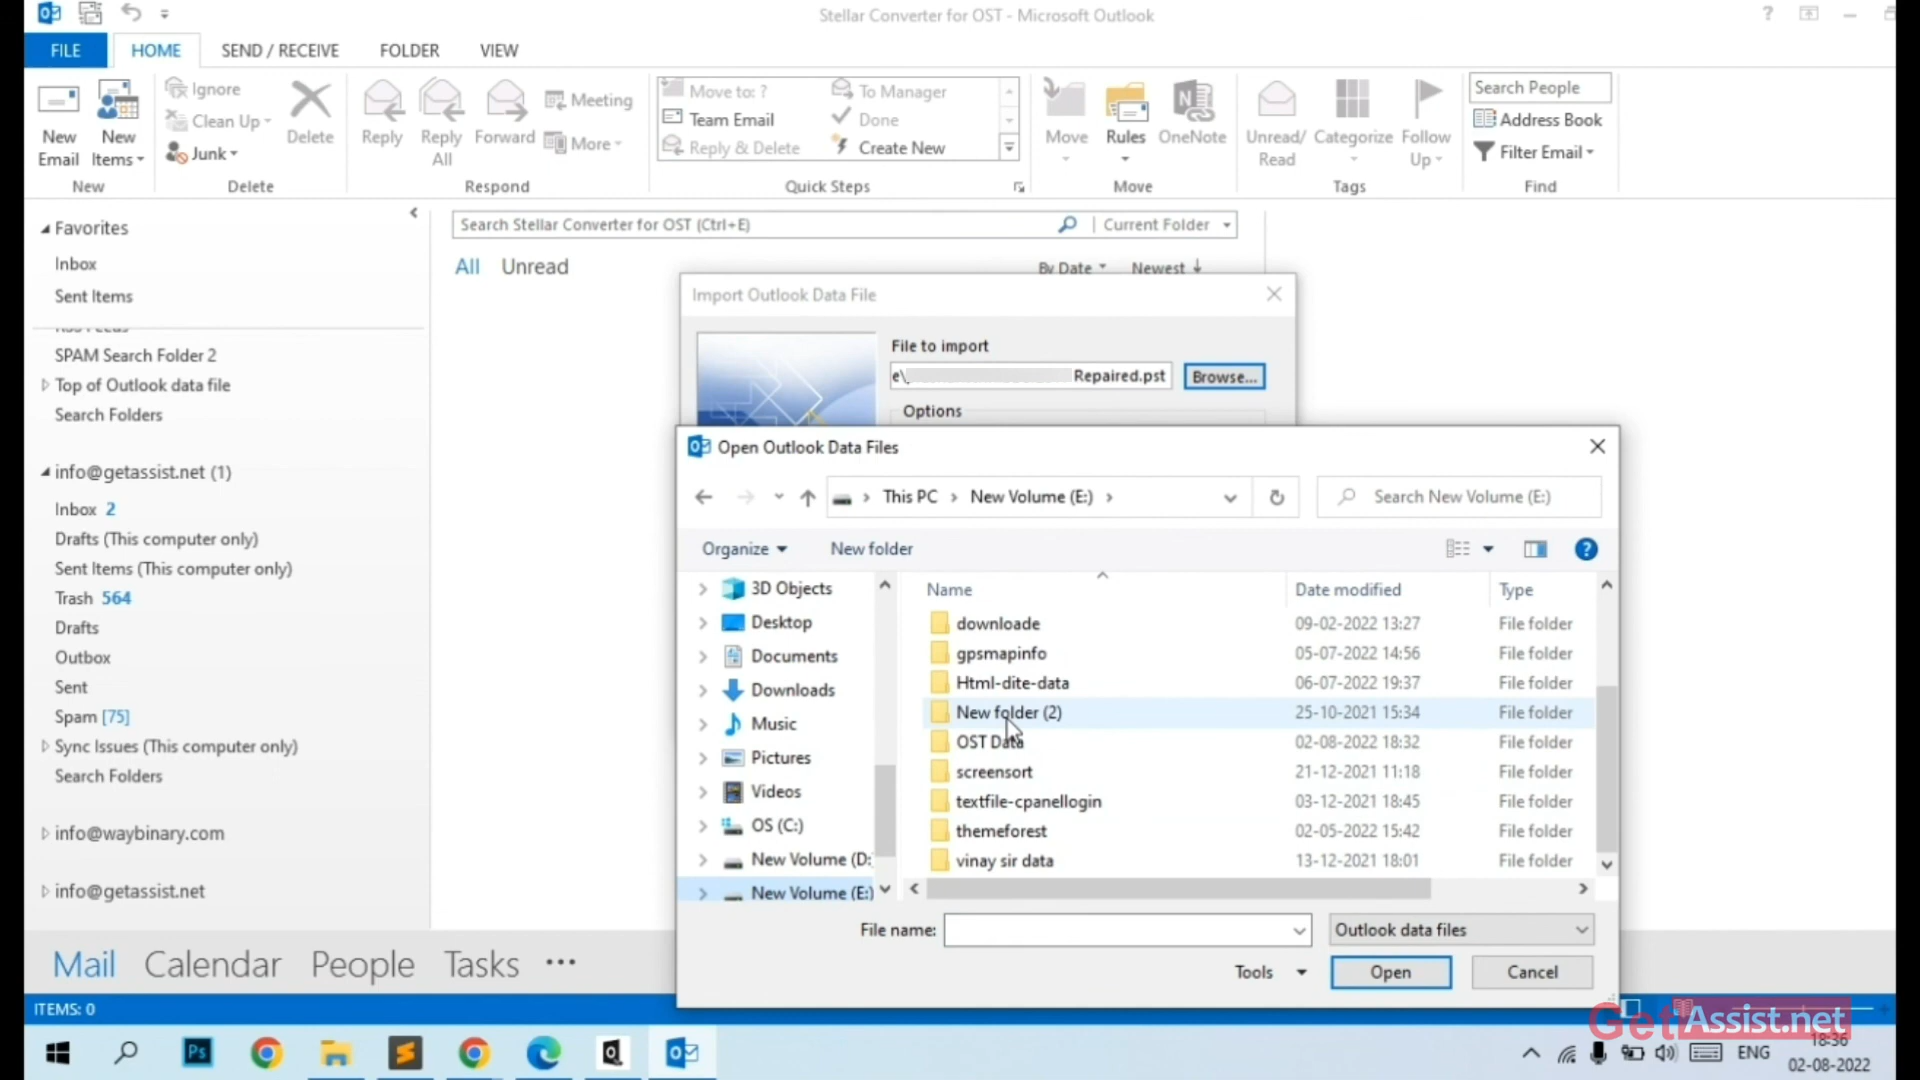 Stellar Converter for OST - Microsoft Outlook
FILE HOME SEND / RECEIVE FOLDER VIEW
New Email
New Items
Ignore
Clean Up
Junk
Delete
Reply
Reply All
Forward
Meeting
More
Move to: ?
Team Email
Reply & Delete
To Manager
Done
Create New
Move
Rules
OneNote
Unread/ Read
Categorize
Follow Up
Search People
Address Book
Filter Email
New
Delete
Respond
Quick Steps
Move
Tags
Find
Favorites
Inbox
Sent Items
RSS Feeds
SPAM Search Folder 2
Top of Outlook data file
Search Folders
info@getassist.net (1)
Inbox 2
Drafts (This computer only)
Sent Items (This computer only)
Trash 564
Drafts
Outbox
Sent
Spam [75]
Sync Issues (This computer only)
Search Folders
info@waybinary.com
info@getassist.net
Search Stellar Converter for OST (Ctrl+E)
Current Folder
All Unread
By Date Newest
Import Outlook Data File
File to import
e\ Repaired.pst
Browse...
Options
Open Outlook Data Files
This PC New Volume (E:)
Search New Volume (E:)
Organize New folder
3D Objects
Desktop
Documents
Downloads
Music
Pictures
Videos
OS (C:)
New Volume (D:
New Volume (E:)
Name Date modified Type
downloade 09-02-2022 13:27 File folder
gpsmapinfo 05-07-2022 14:56 File folder
Html-dite-data 06-07-2022 19:37 File folder
New folder (2) 25-10-2021 15:34 File folder
OST Data 02-08-2022 18:32 File folder
screensort 21-12-2021 11:18 File folder
textfile-cpanellogin 03-12-2021 18:45 File folder
themeforest 02-05-2022 15:42 File folder
vinay sir data 13-12-2021 18:01 File folder
File name:
Outlook data files
Tools
Open
Cancel
Mail Calendar People Tasks
ITEMS: 0
GetAssist.net
Ps
ENG
18:36
02-08-2022